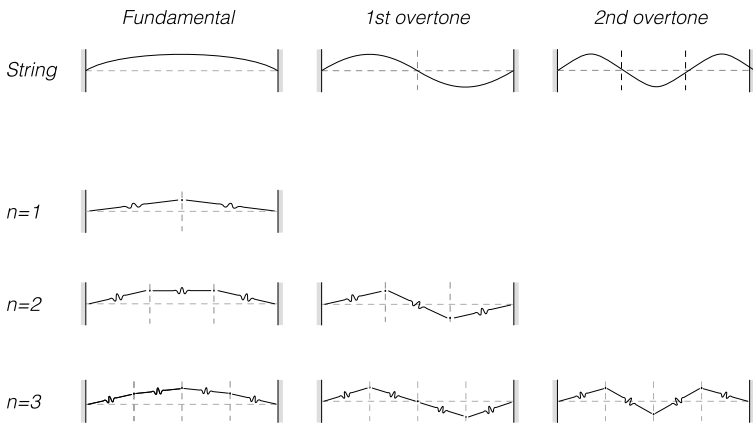 Fundamental 1st overtone 2nd overtone
String
n=1
n=2
n=3